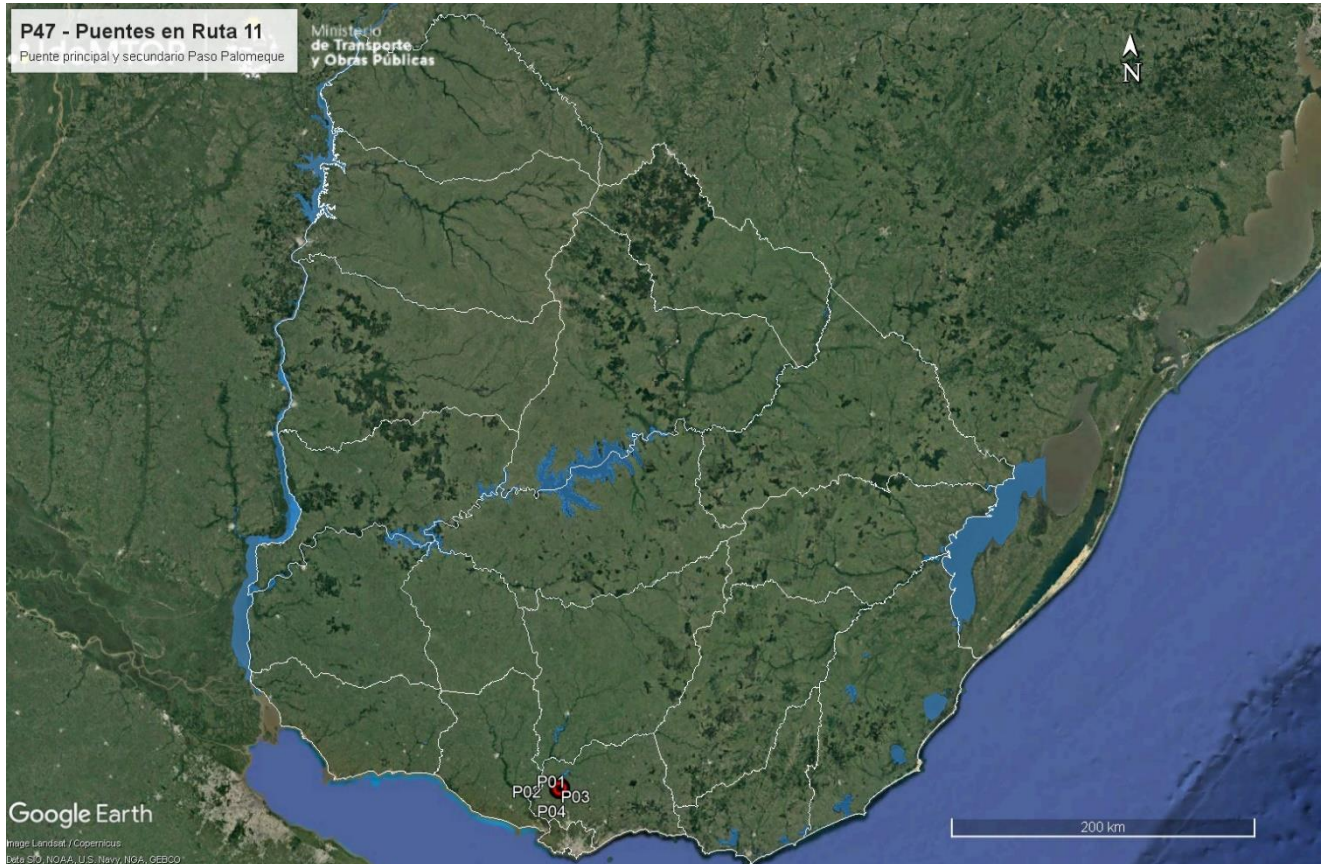 P47 - Puentes en Ruta 11
Puente principal y secundario Paso Palomeque
Ministerio
de Transporte
y Obras Públicas
N
P01
P02
P03
P04
Google Earth
200 km
Image Landsat / Copernicus
Data SIO, NOAA, U.S. Navy, NGA, GEBCO